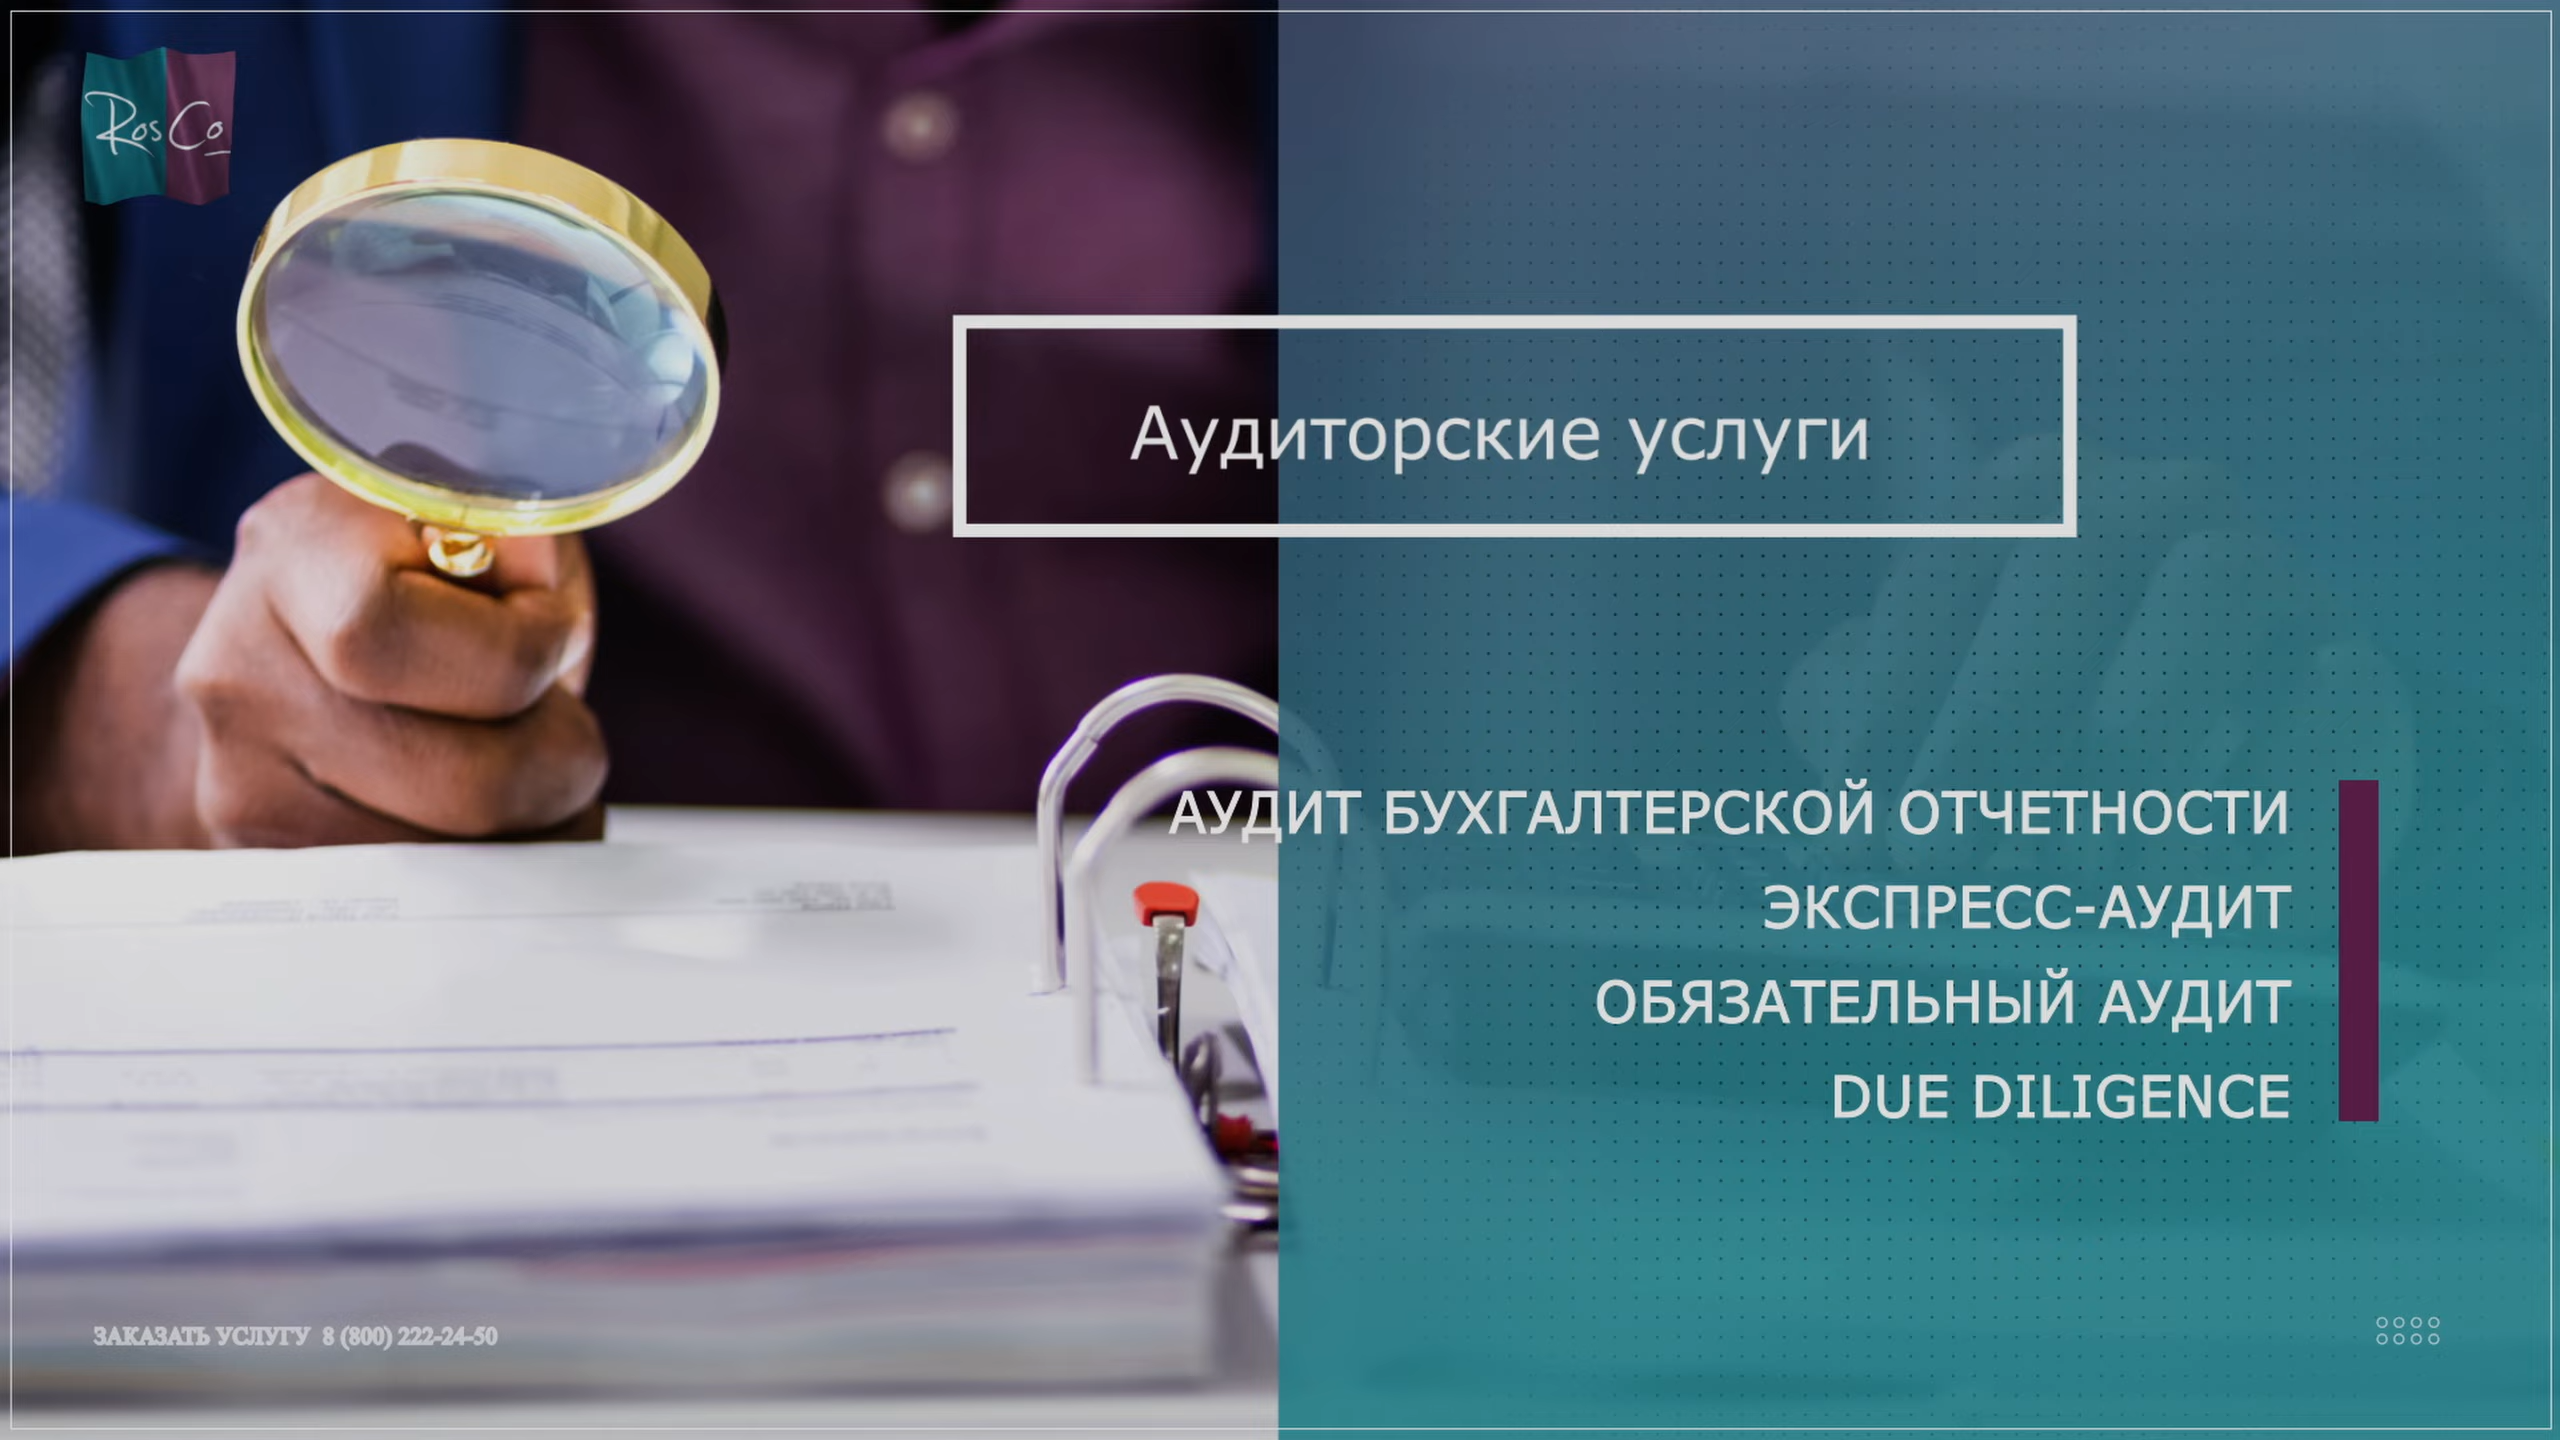 RosCo
Аудиторские услуги
АУДИТ БУХГАЛТЕРСКОЙ ОТЧЕТНОСТИ
ЭКСПРЕСС-АУДИТ
ОБЯЗАТЕЛЬНЫЙ АУДИТ
DUE DILIGENCE
ЗАКАЗАТЬ УСЛУГУ 8 (800) 222-24-50